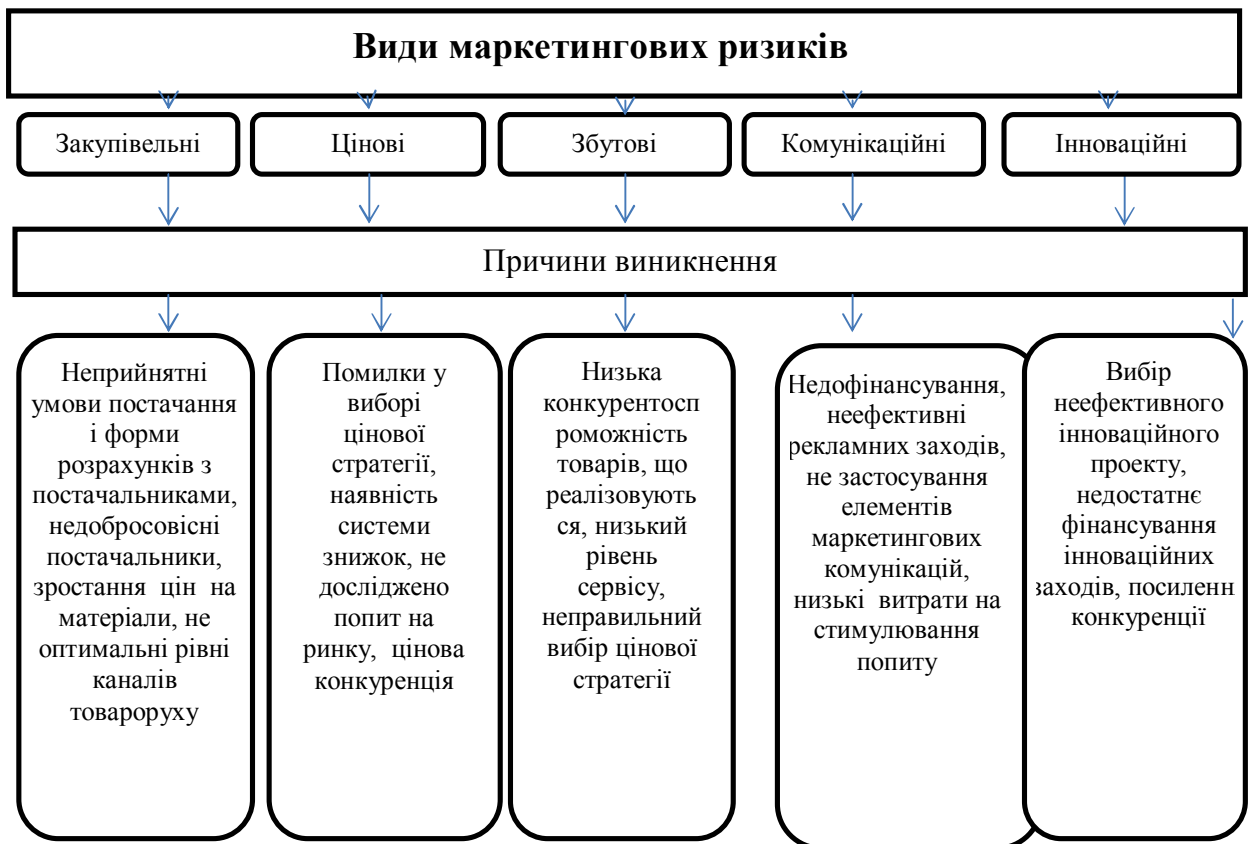 Види маркетингових ризиків
Закупівельні
Цінові
Збутові
Комунікаційні
Інноваційні
Причини виникнення
Неприйнятні
умови постачання
і форми
розрахунків з
постачальниками,
недобросовісні
постачальники,
зростання цін на
матеріали, не
оптимальні рівні
каналів
товароруху
Помилки у
виборі
цінової
стратегії,
наявність
системи
знижок, не
досліджено
попит на
ринку, цінова
конкуренція
Низька
конкурентосп
роможність
товарів, що
реалізовують
ся, низький
рівень
сервісу,
неправильний
вибір цінової
стратегії
Недофінансування,
неефективні
рекламних заходів,
не застосування
елементів
маркетингових
комунікацій,
низькі витрати на
стимулювання
попиту
Вибір
неефективного
інноваційного
проекту,
недостатнє
фінансування
інноваційних
заходів, посиленн
конкуренції